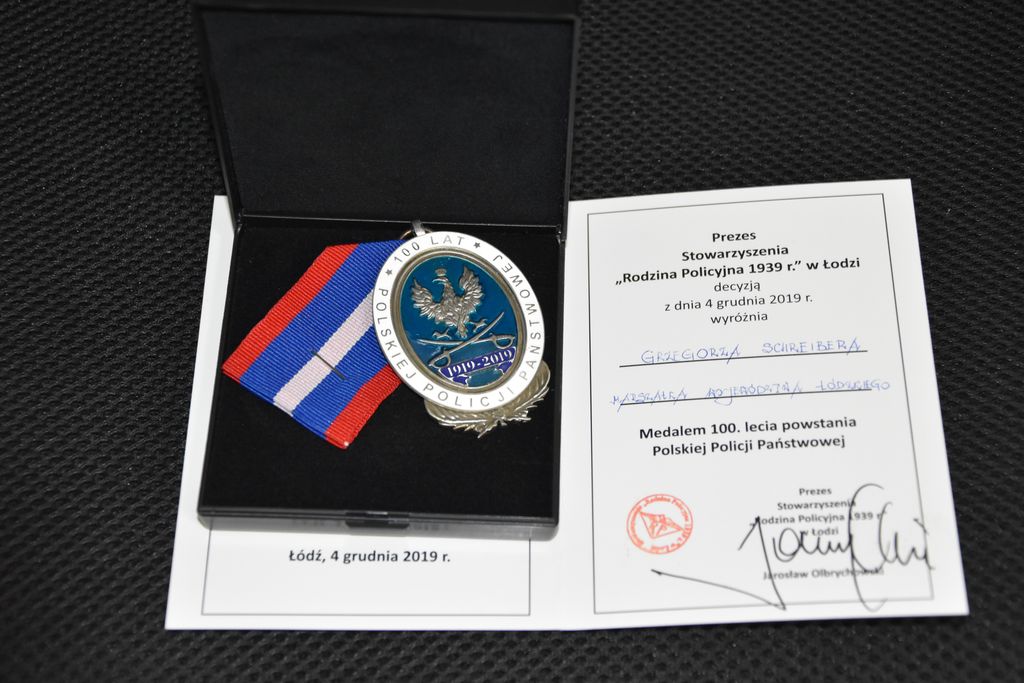 ★ 100 LAT ★
POLSKIEJ POLICJI PAŃSTWOWEJ
1919-2019
Łódź, 4 grudnia 2019 r.
Prezes
Stowarzyszenia
„Rodzina Policyjna 1939 r.” w Łodzi
decyzją
z dnia 4 grudnia 2019 r.
wyróżnia
GRZEGORZA SCHREIBERA
MARSZAŁKA WOJEWÓDZTWA ŁÓDZKIEGO
Medalem 100. lecia powstania
Polskiej Policji Państwowej
Prezes
Stowarzyszenia
Rodzina Policyjna 1939 r.
w Łodzi
Jarosław Olbrychowski